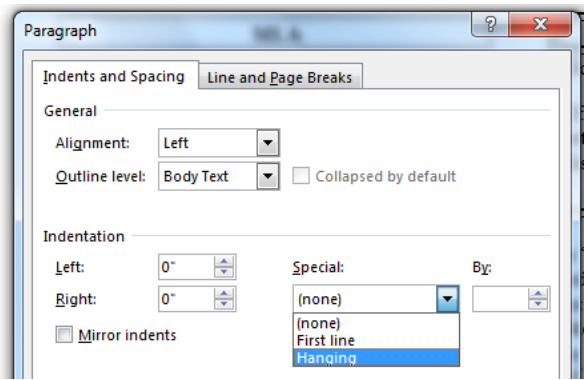 Paragraph
MLA
?
Indents and Spacing
Line and Page Breaks
General
Alignment: Left
Outline level: Body Text Collapsed by default
Indentation
Left: 0" Special: By:
Right: 0" (none)
(none)
Mirror indents First line
Hanging